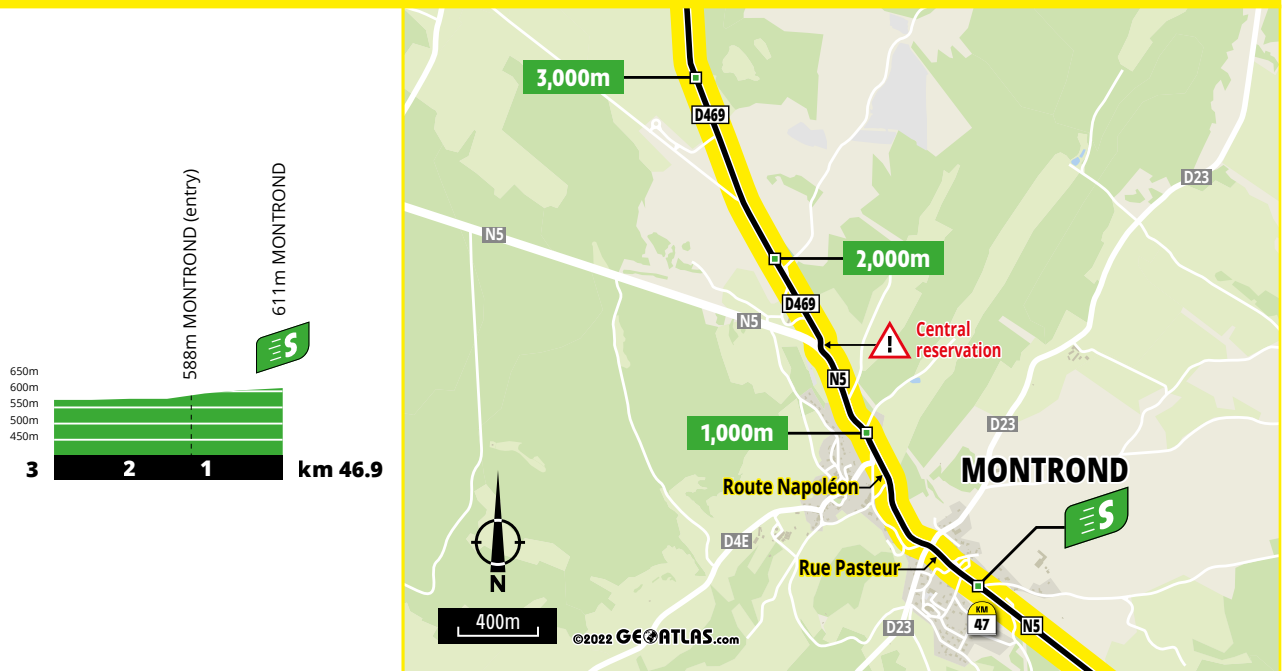 588m MONTROND (entry)
611m MONTROND
S
650m
600m
550m
500m
450m
3
2
1
km 46.9
3,000m
D469
D23
N5
2,000m
D469
N5
Central
reservation
N5
1,000m
D23
MONTROND
Route Napoléon
S
D4E
Rue Pasteur
N
400m
KM
47
N5
D23
©2022 GEOATLAS.com